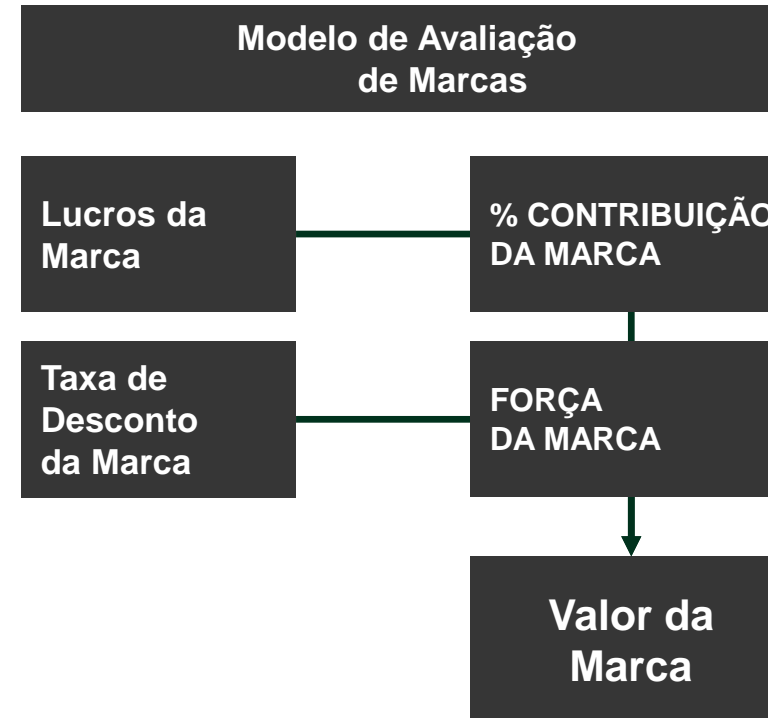 Modelo de Avaliação
de Marcas
Lucros da
Marca
% CONTRIBUIÇÃO
DA MARCA
Taxa de
Desconto
da Marca
FORÇA
DA MARCA
Valor da
Marca